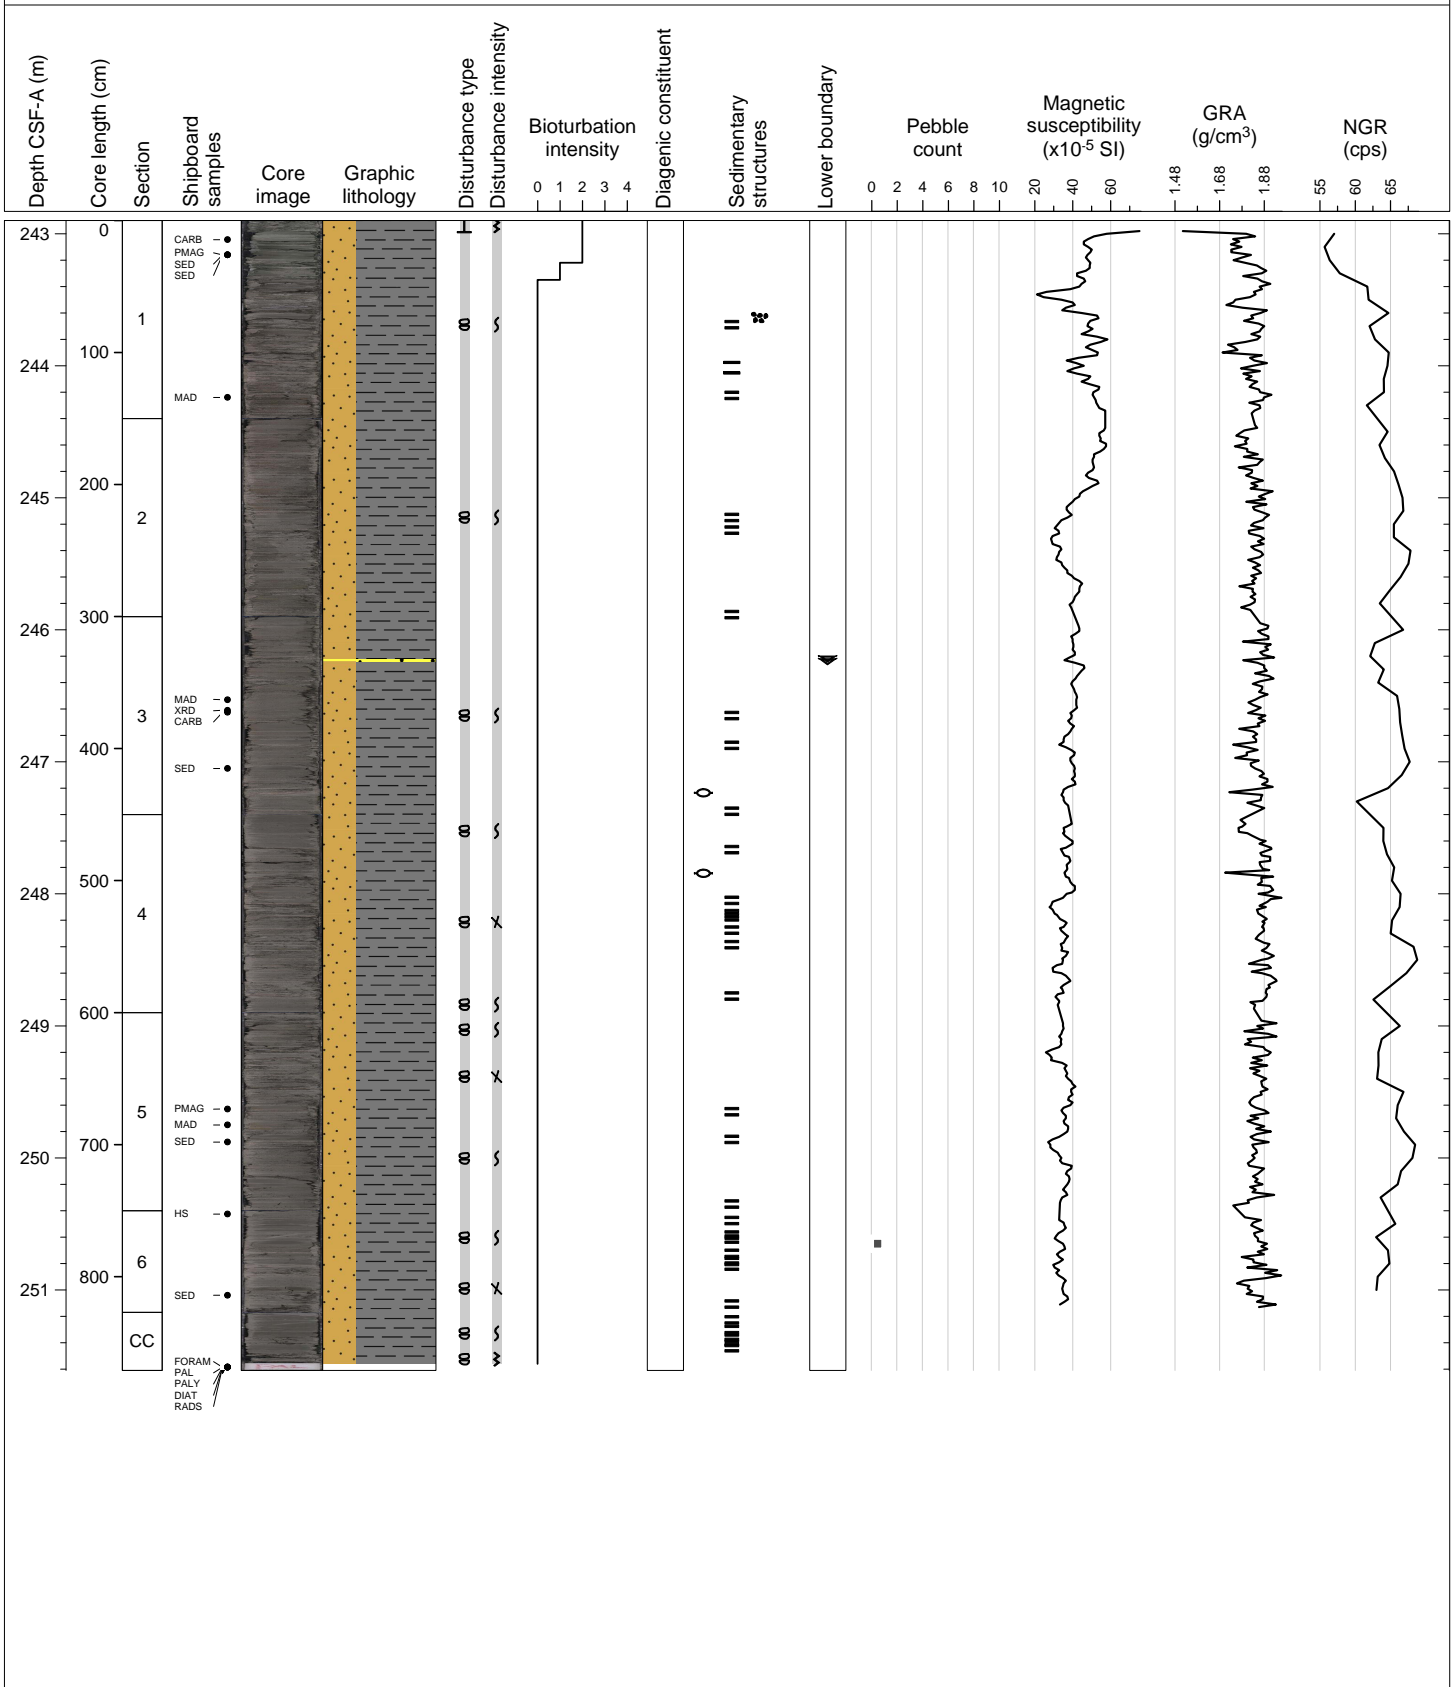 Depth CSF-A (m)
Core length (cm)
Section
Shipboard
samples
Core
image
Graphic
lithology
Disturbance type
Disturbance intensity
Bioturbation
intensity
0 1 2 3 4
Diagenic constituent
Sedimentary
structures
Lower boundary
Pebble
count
0 2 4 6 8 10
Magnetic
susceptibility
(x10-5 SI)
20 40 60
GRA
(g/cm3)
1.48 1.68 1.88
NGR
(cps)
55 60 65
243
244
245
246
247
248
249
250
251
0
100
200
300
400
500
600
700
800
1
2
3
4
5
6
CC
CARB
PMAG
SED
SED
MAD
MAD
XRD
CARB
SED
PMAG
MAD
SED
HS
SED
FORAM
PAL
PALY
DIAT
RADS